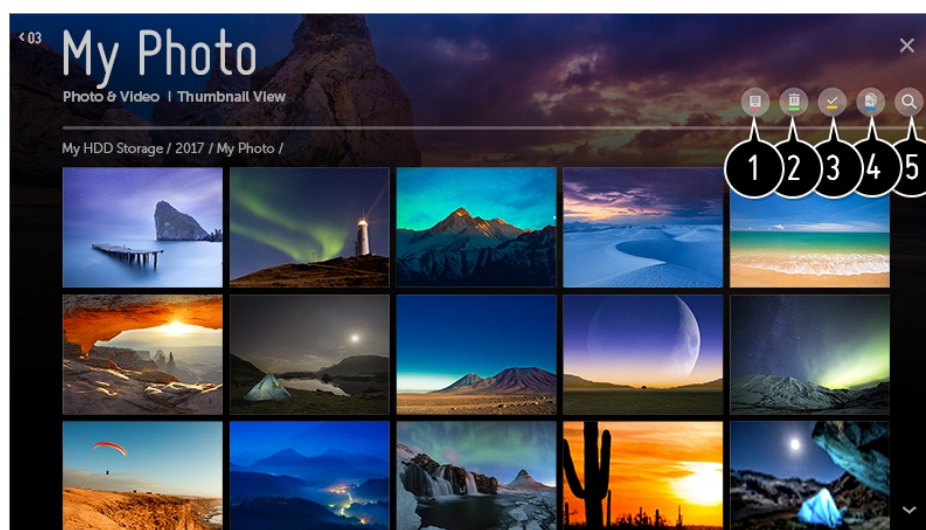 < 03
My Photo
Photo & Video | Thumbnail View
1 2 3 4 5
My HDD Storage / 2017 / My Photo /